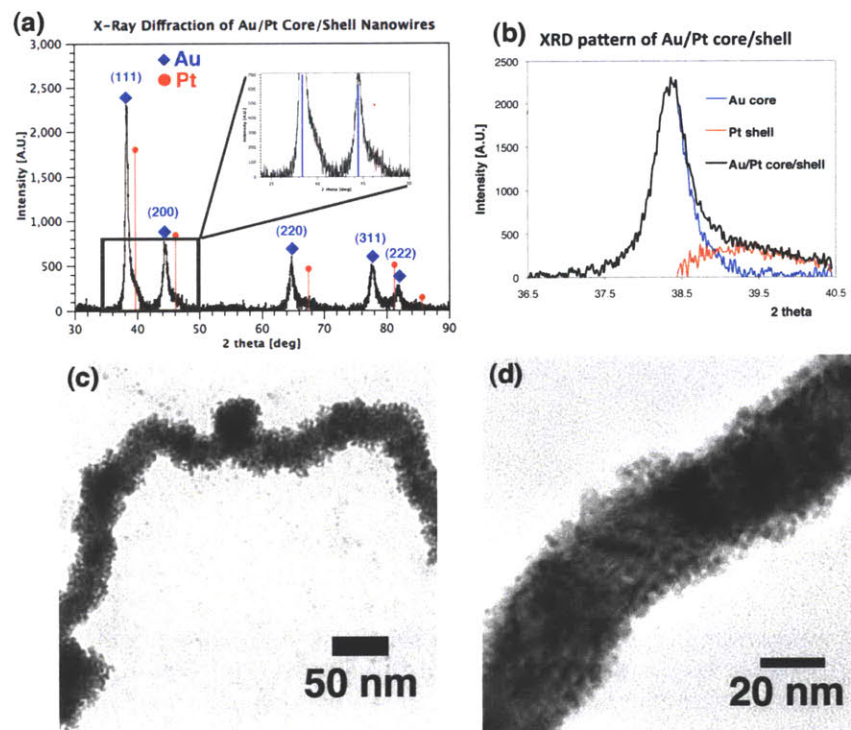 (a)
X-Ray Diffraction of Au/Pt Core/Shell Nanowires
3,000
2,500
2,000
1,500
1,000
500
0
Intensity [A.U.]
30 40 50 60 70 80 90
2 theta [deg]
Au
Pt
(111)
(200)
(220)
(311)
(222)
2 theta [deg]
(b)
XRD pattern of Au/Pt core/shell
2500
2000
1500
1000
500
0
Intensity [A.U.]
36.5 37.5 38.5 39.5 40.5
2 theta
Au core
Pt shell
Au/Pt core/shell
(c)
50 nm
(d)
20 nm